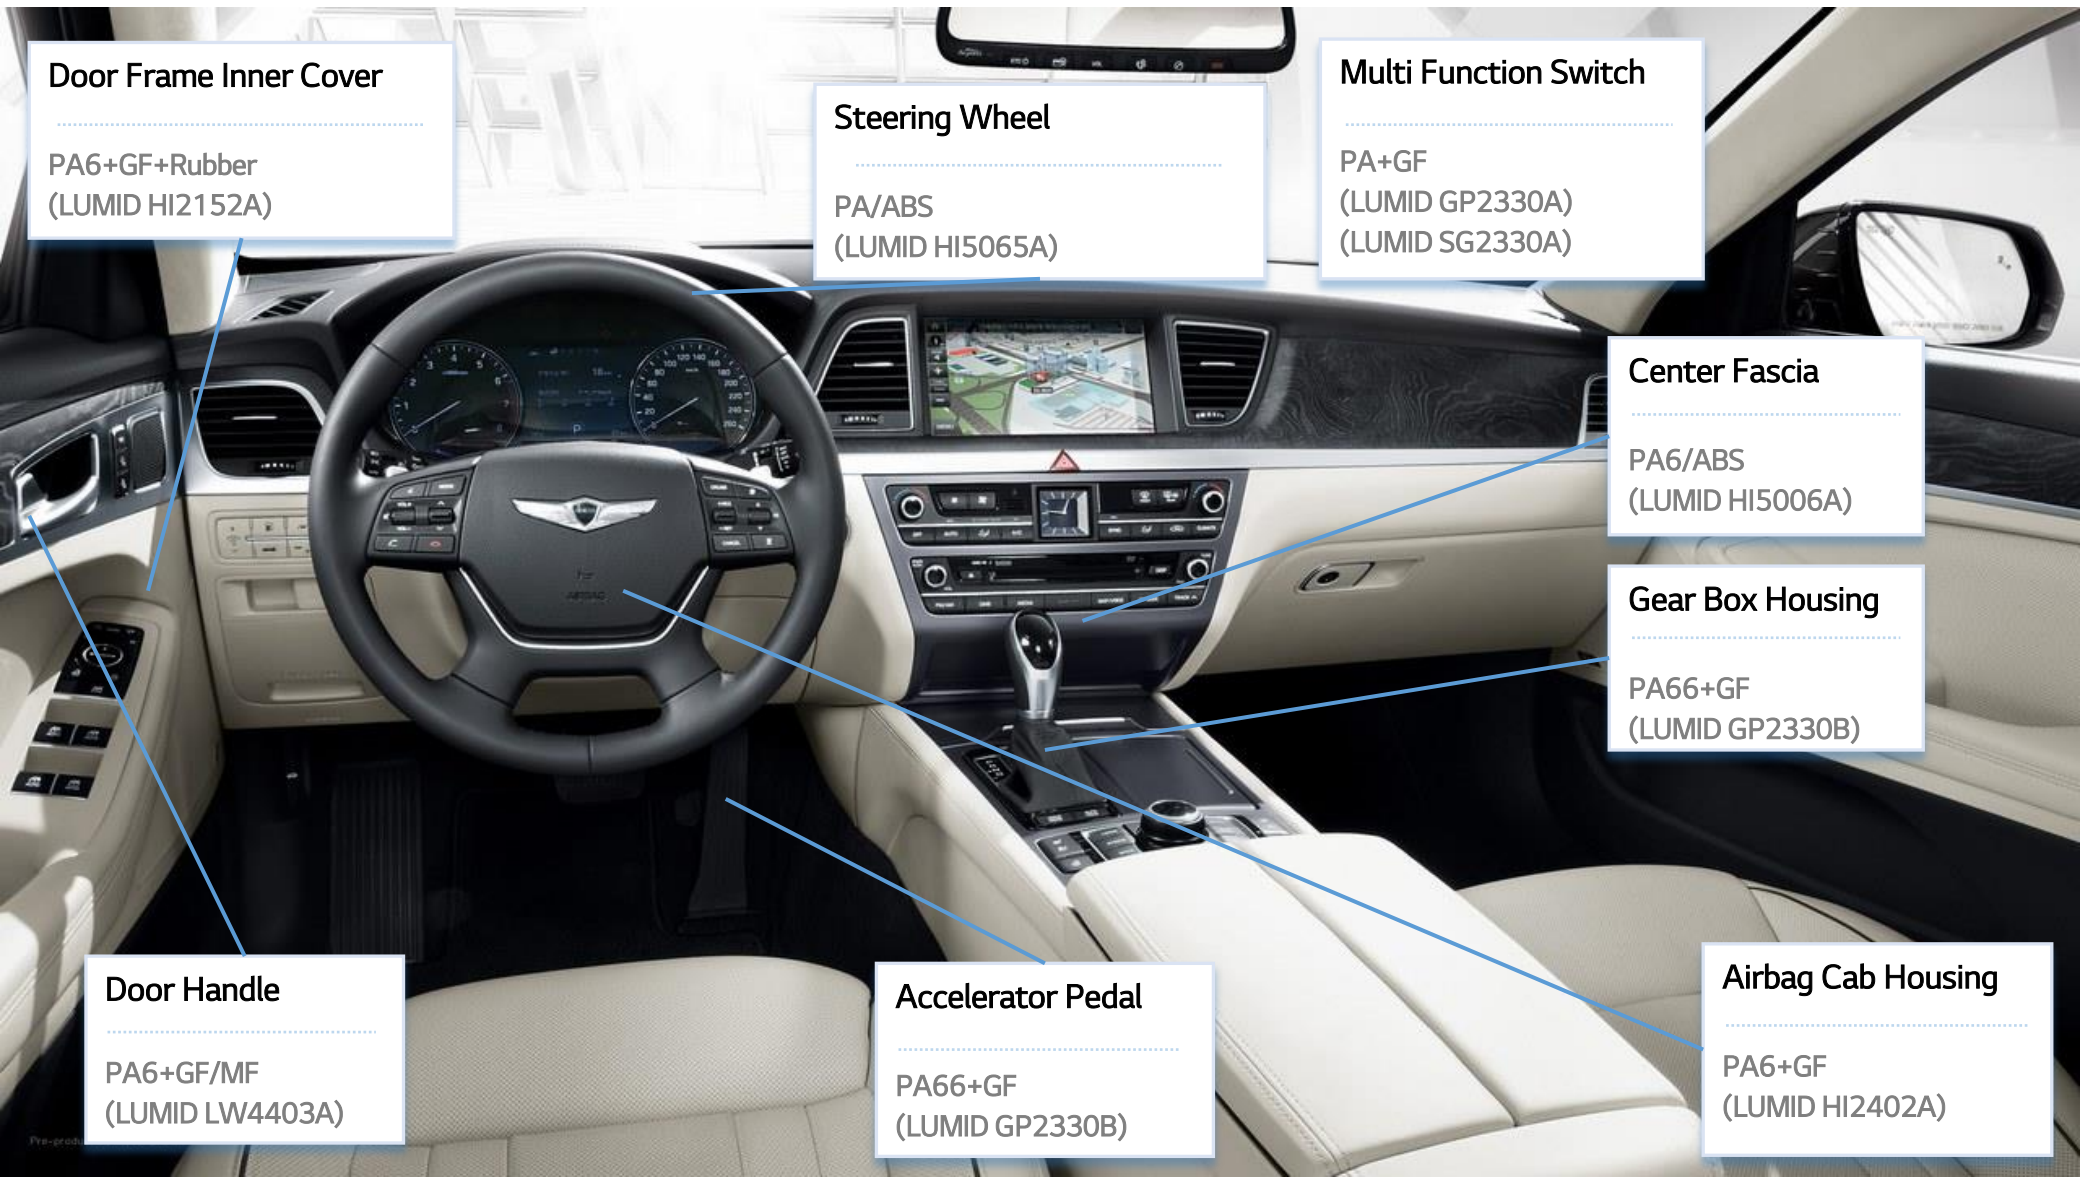 Door Frame Inner Cover
PA6+GF+Rubber
(LUMID HI2152A)
Steering Wheel
PA/ABS
(LUMID HI5065A)
Multi Function Switch
PA+GF
(LUMID GP2330A)
(LUMID SG2330A)
Center Fascia
PA6/ABS
(LUMID HI5006A)
Gear Box Housing
PA66+GF
(LUMID GP2330B)
Door Handle
PA6+GF/MF
(LUMID LW4403A)
Accelerator Pedal
PA66+GF
(LUMID GP2330B)
Airbag Cab Housing
PA6+GF
(LUMID HI2402A)
AIRBAG